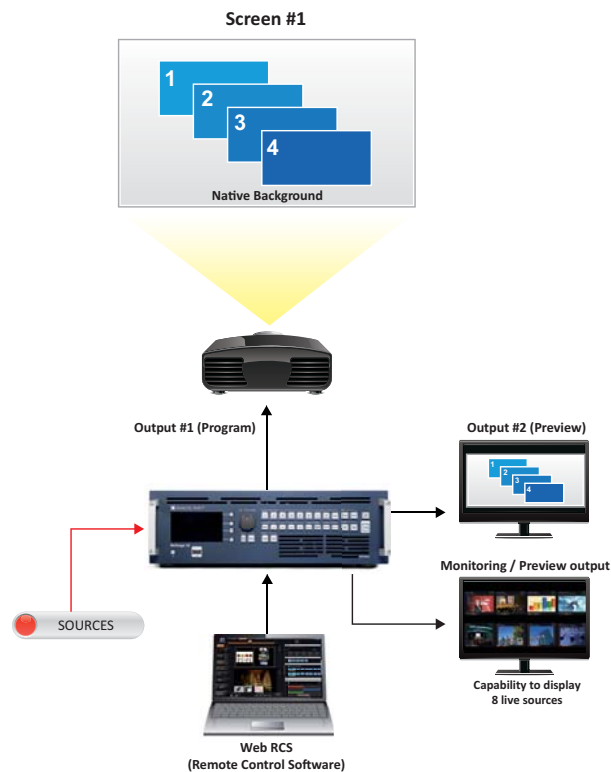 Screen #1
1
2
3
4
Native Background
Output #1 (Program)
Output #2 (Preview)
1
2
3
4
Monitoring / Preview output
SOURCES
Capability to display
8 live sources
Web RCS
(Remote Control Software)